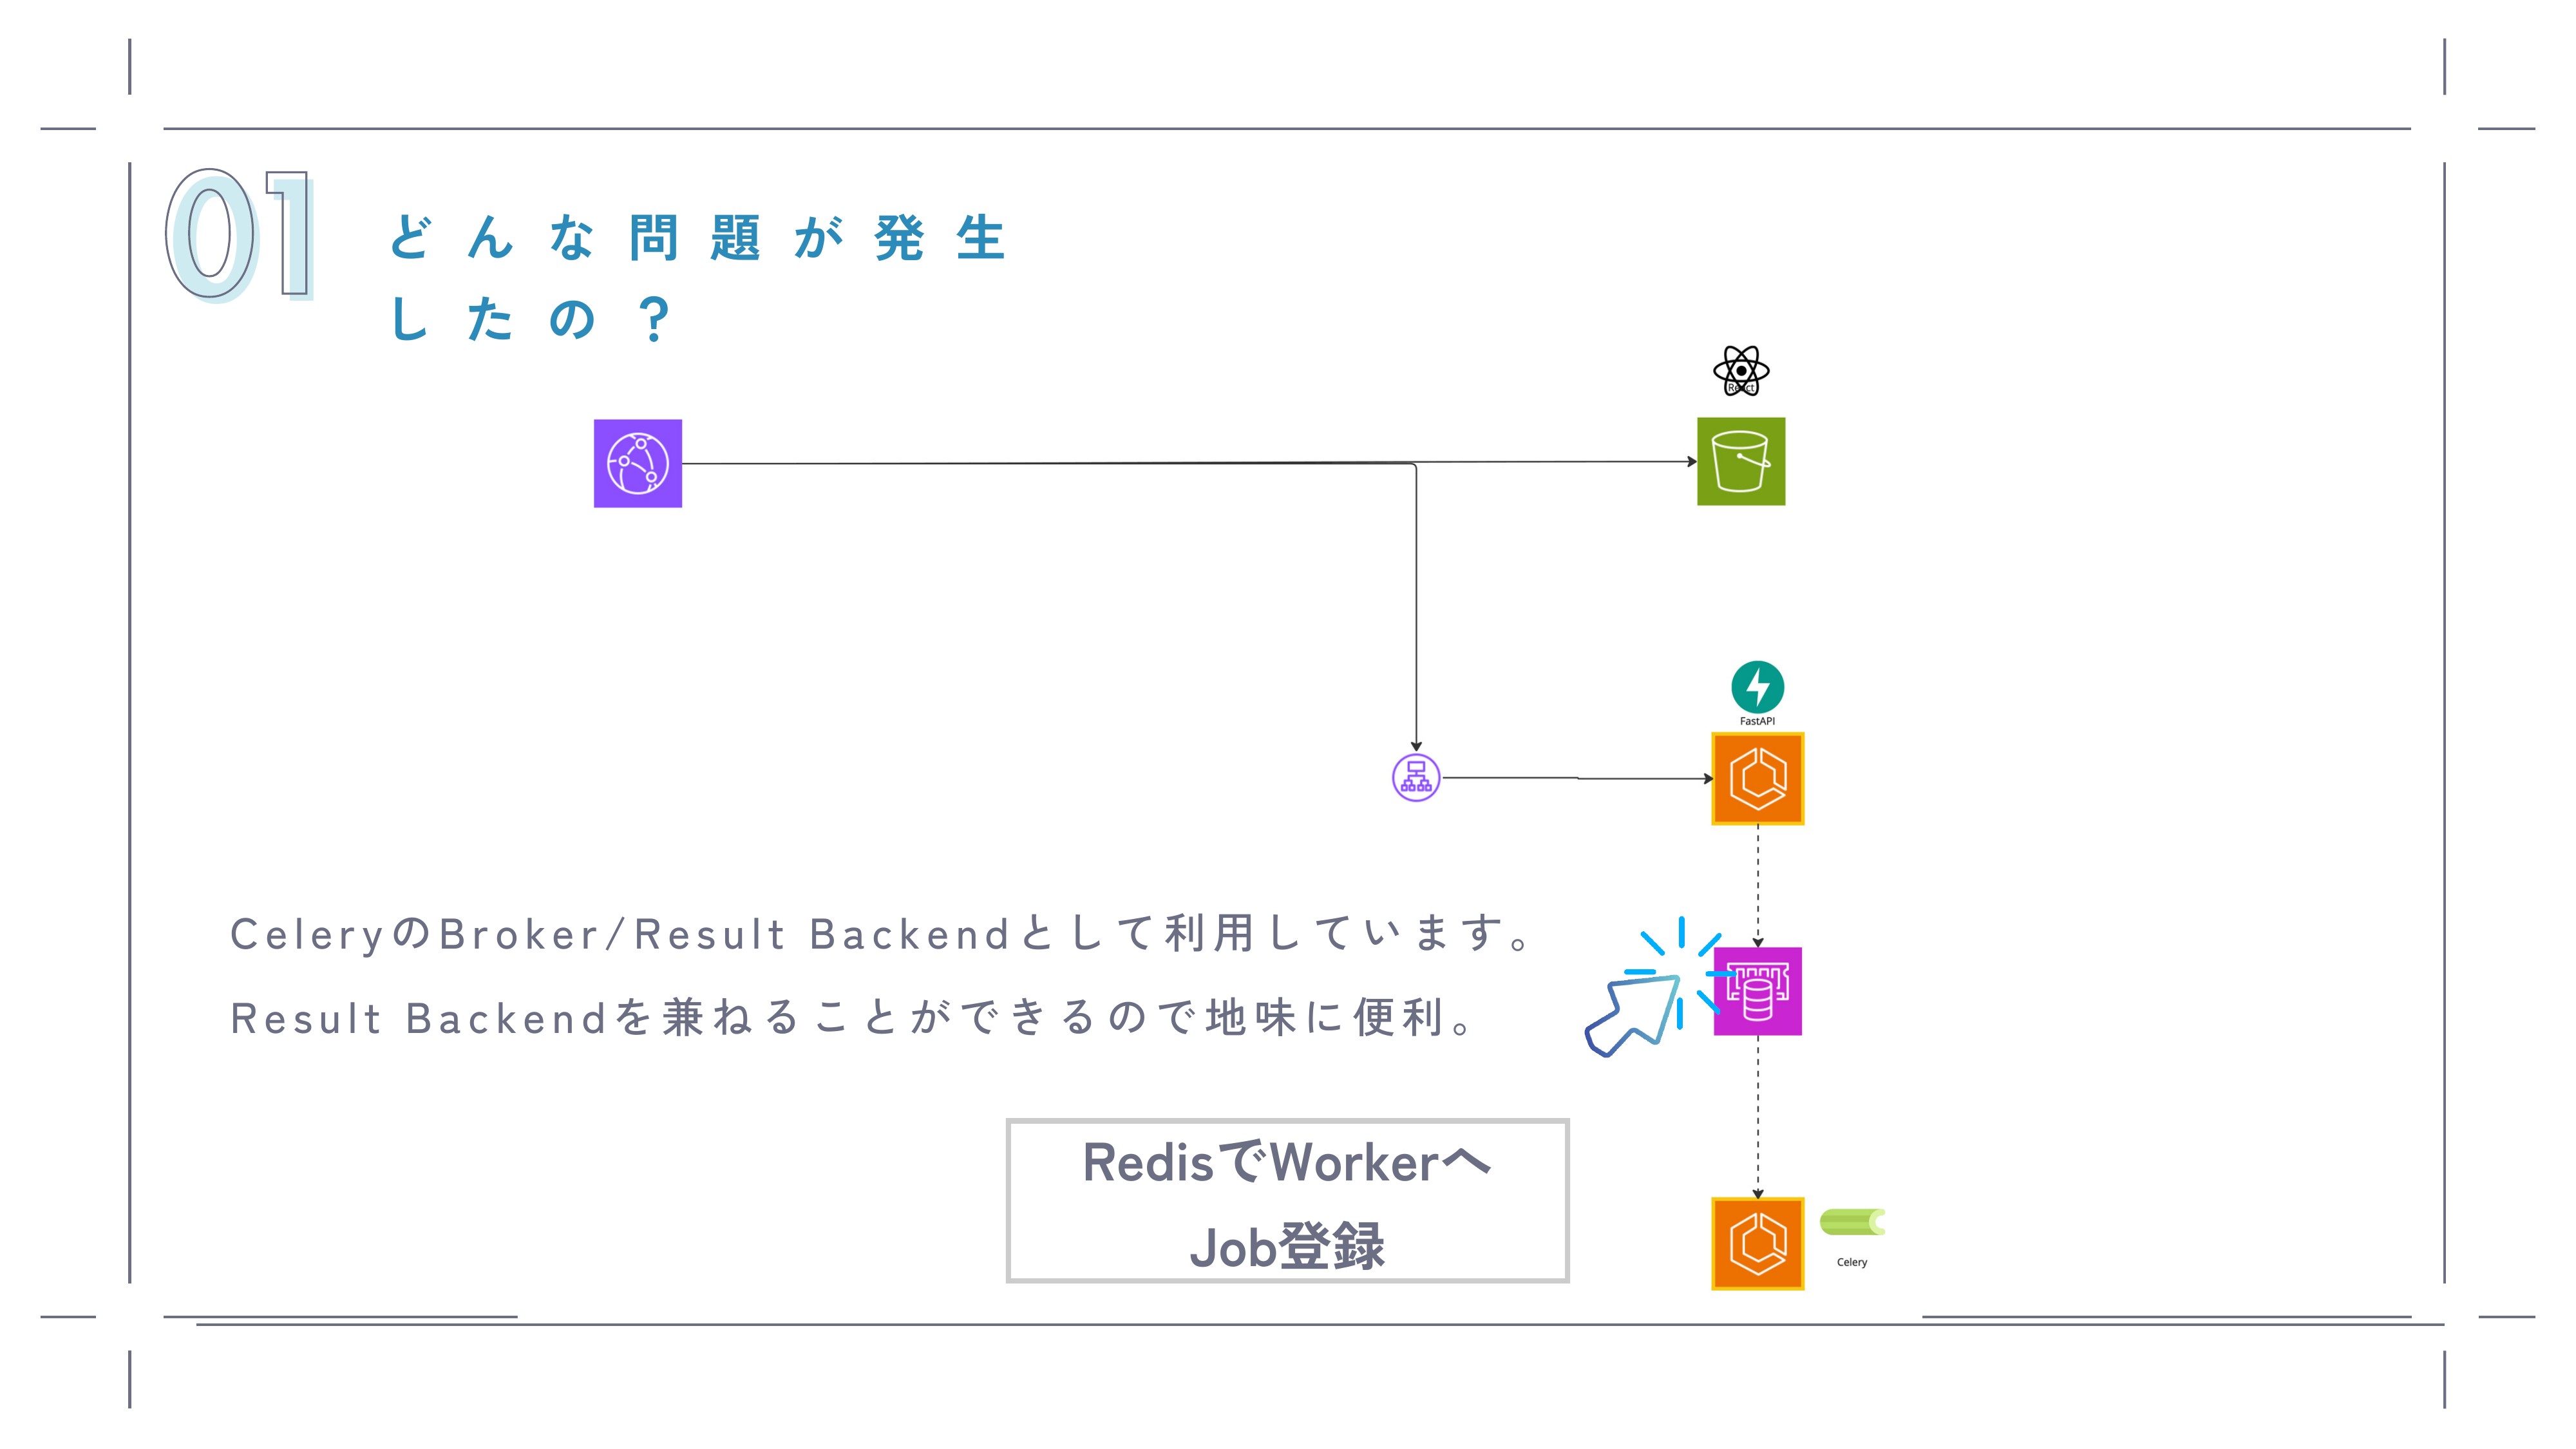 01
どんな問題が発生
したの？
React
FastAPI
CeleryのBroker/Result Backendとして利用しています。
Result Backendを兼ねることができるので地味に便利。
RedisでWorkerへ
Job登録
Celery